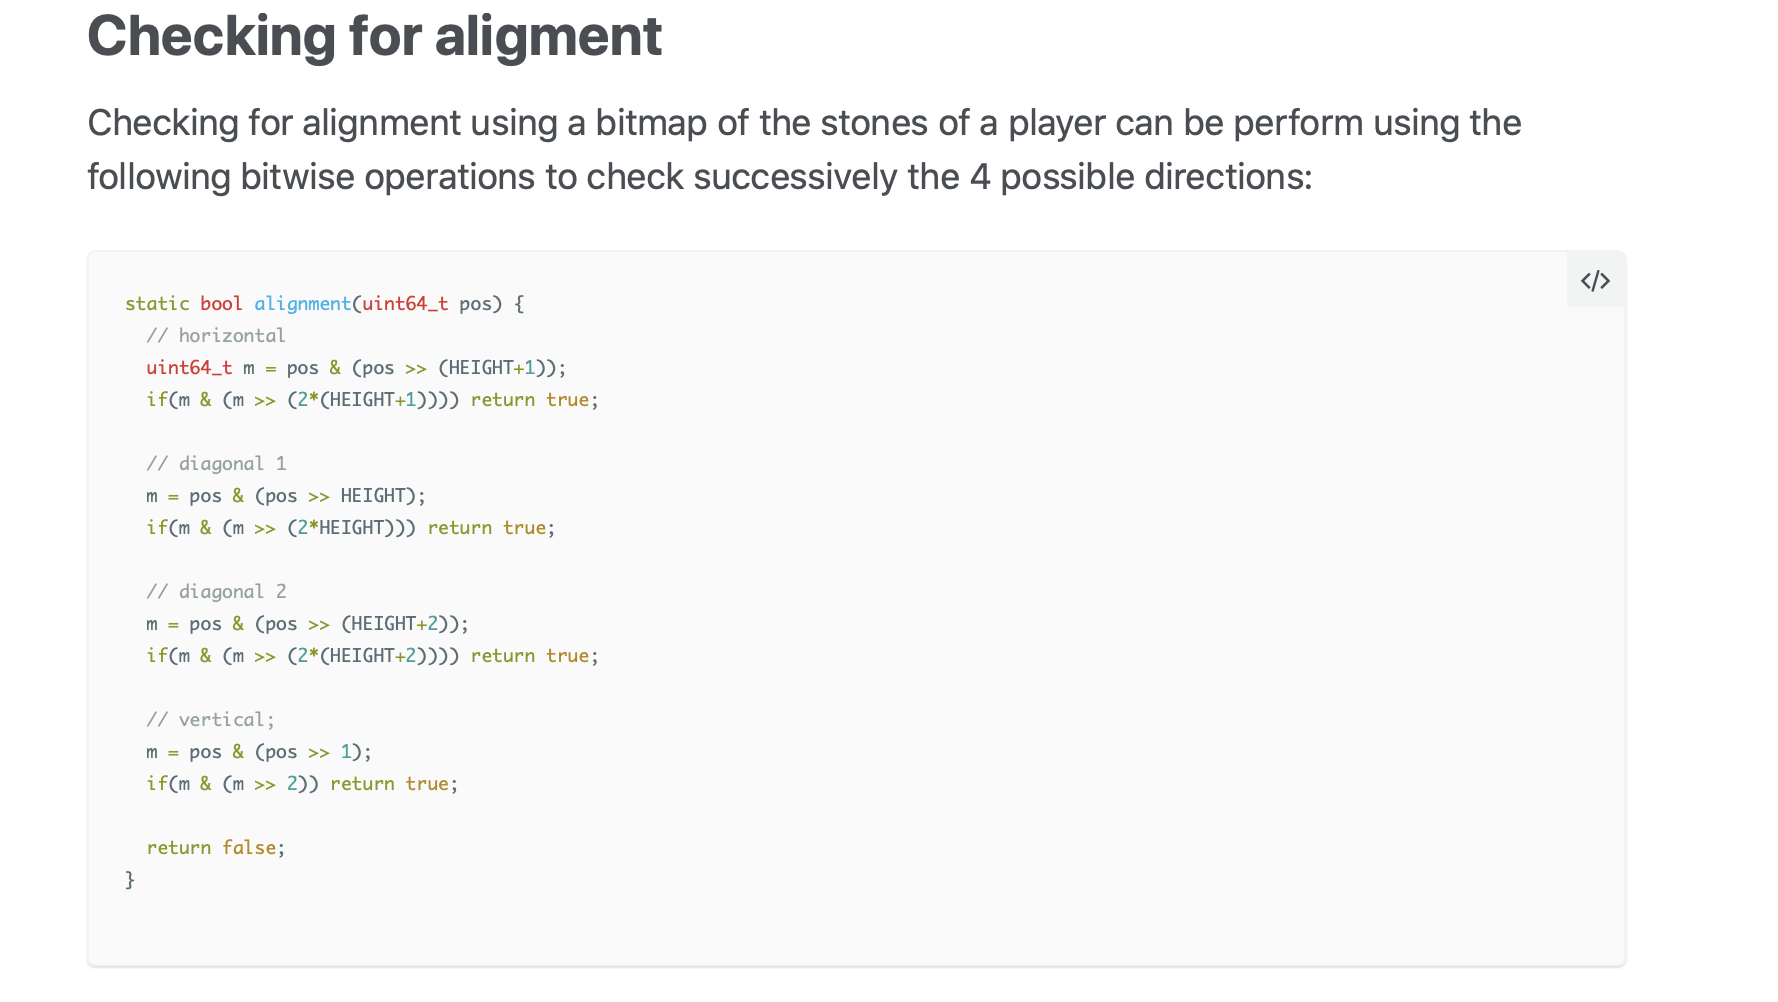 Checking for aligment
Checking for alignment using a bitmap of the stones of a player can be perform using the
following bitwise operations to check successively the 4 possible directions:
</>
static bool alignment(uint64_t pos) {
  // horizontal
  uint64_t m = pos & (pos >> (HEIGHT+1));
  if(m & (m >> (2*(HEIGHT+1)))) return true;

  // diagonal 1
  m = pos & (pos >> HEIGHT);
  if(m & (m >> (2*HEIGHT))) return true;

  // diagonal 2
  m = pos & (pos >> (HEIGHT+2));
  if(m & (m >> (2*(HEIGHT+2)))) return true;

  // vertical;
  m = pos & (pos >> 1);
  if(m & (m >> 2)) return true;

  return false;
}